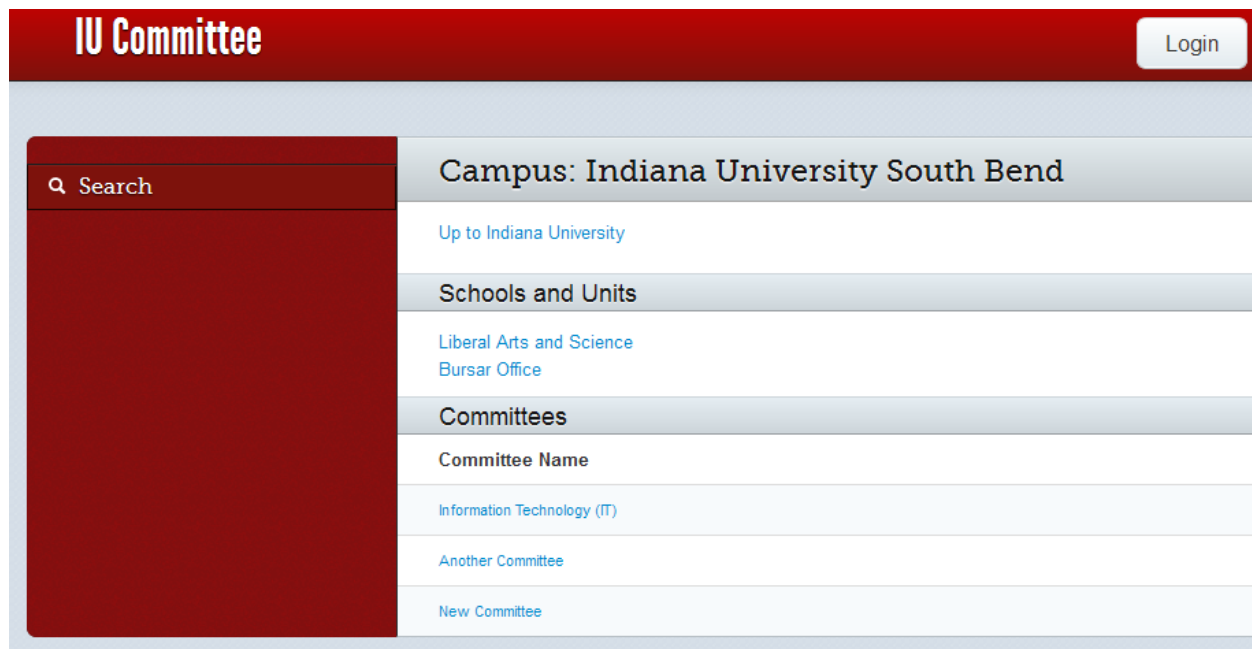 IU Committee
Login
Search
Campus: Indiana University South Bend
Up to Indiana University
Schools and Units
Liberal Arts and Science
Bursar Office
Committees
Committee Name
Information Technology (IT)
Another Committee
New Committee